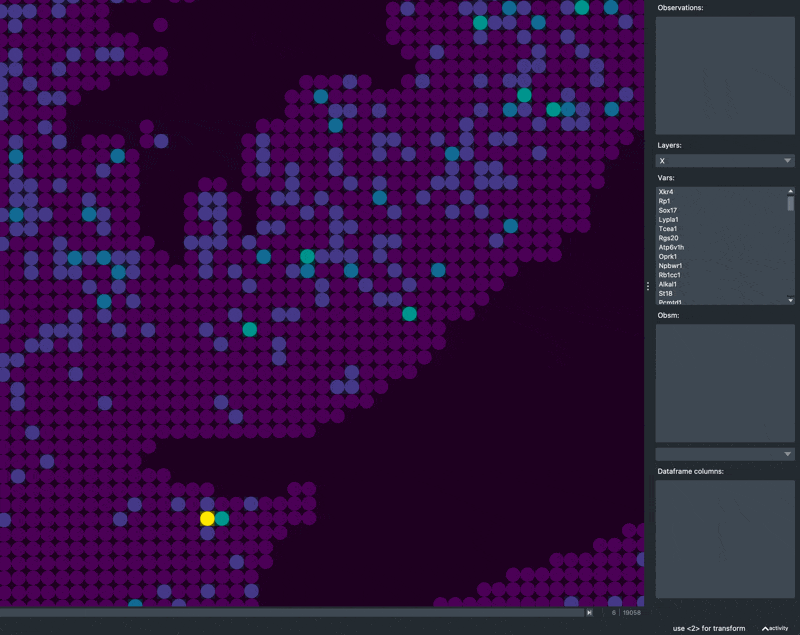 Observations:
Layers:
X
Vars:
Xkr4
Rp1
Sox17
Lypla1
Tcea1
Rgs20
Atp6v1h
Oprk1
Npbwr1
Rb1cc1
Alkal1
St18
Pcmtd1
Obsm:
Dataframe columns:
6 | 19058
use <2> for transform
activity